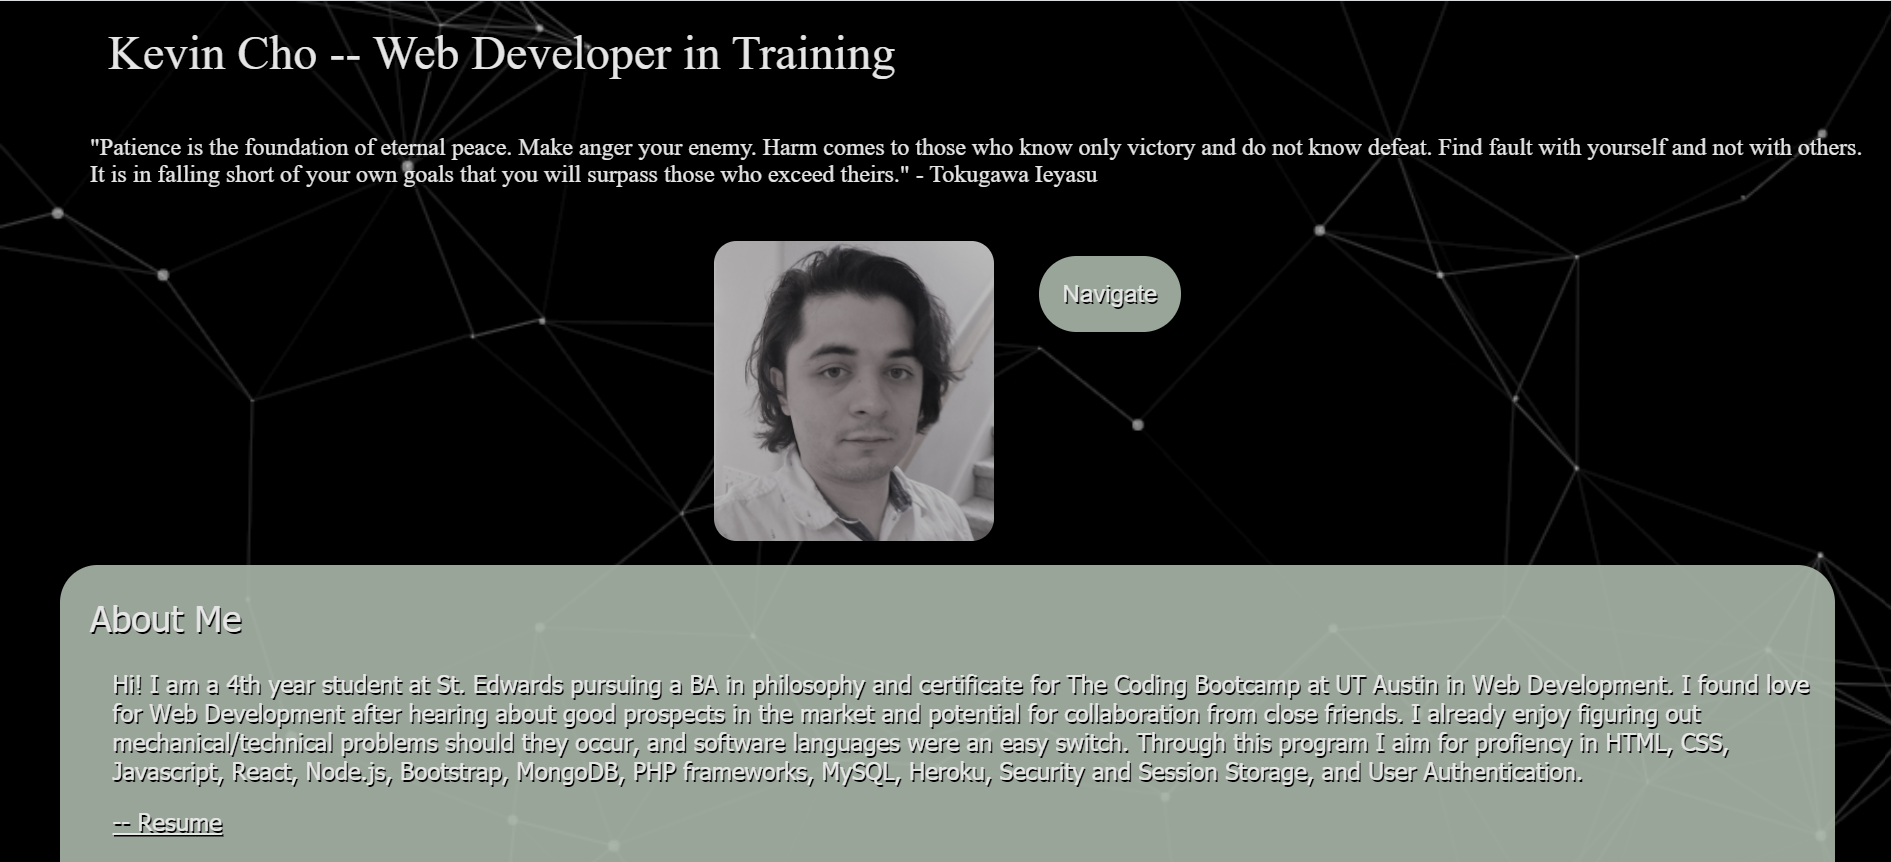 Kevin Cho -- Web Developer in Training
"Patience is the foundation of eternal peace. Make anger your enemy. Harm comes to those who know only victory and do not know defeat. Find fault with yourself and not with others.
It is in falling short of your own goals that you will surpass those who exceed theirs." - Tokugawa Ieyasu
Navigate
About Me
Hi! I am a 4th year student at St. Edwards pursuing a BA in philosophy and certificate for The Coding Bootcamp at UT Austin in Web Development. I found love
for Web Development after hearing about good prospects in the market and potential for collaboration from close friends. I already enjoy figuring out
mechanical/technical problems should they occur, and software languages were an easy switch. Through this program I aim for profiency in HTML, CSS,
Javascript, React, Node.js, Bootstrap, MongoDB, PHP frameworks, MySQL, Heroku, Security and Session Storage, and User Authentication.
-- Resume